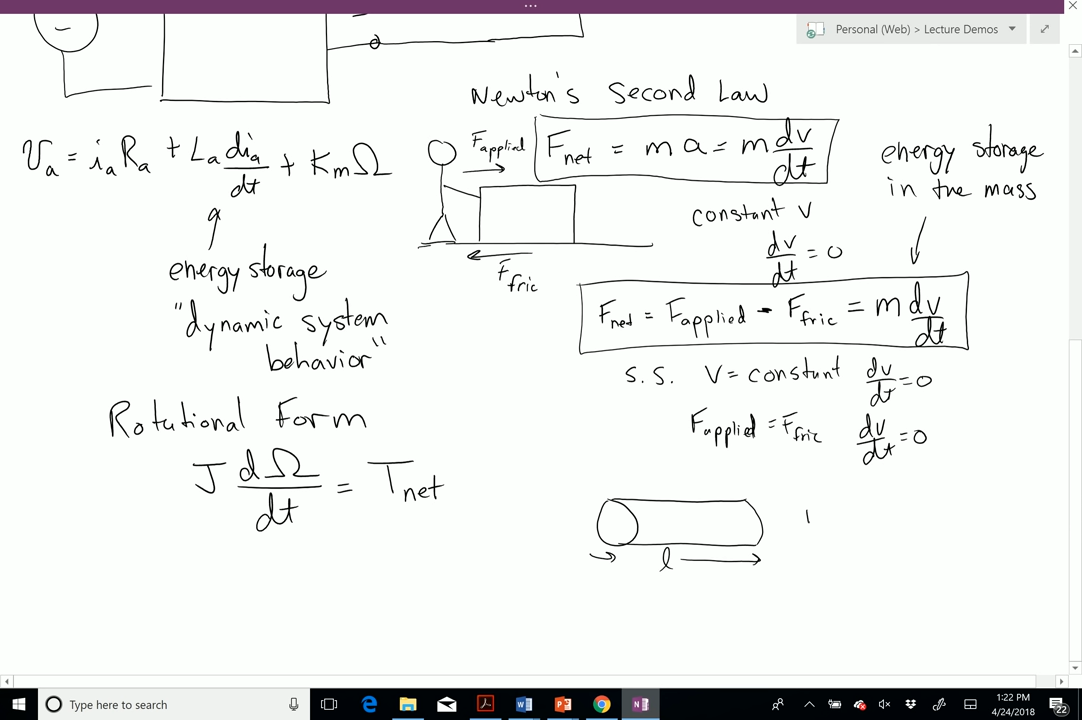 Personal (Web) > Lecture Demos
Newton's Second Law
Va = iaRa + La dia/dt + KmΩ
Fapplied
Fnet = ma = m dv/dt
energy storage
in the mass
constant v
dv/dt = 0
Ffric
energy storage
"dynamic system
behavior"
Fnet = Fapplied - Ffric = m dv/dt
S.S. V = constant dv/dt = 0
Fapplied = Ffric dv/dt = 0
Rotational Form
J dΩ/dt = Tnet
l
Type here to search
1:22 PM
4/24/2018
22